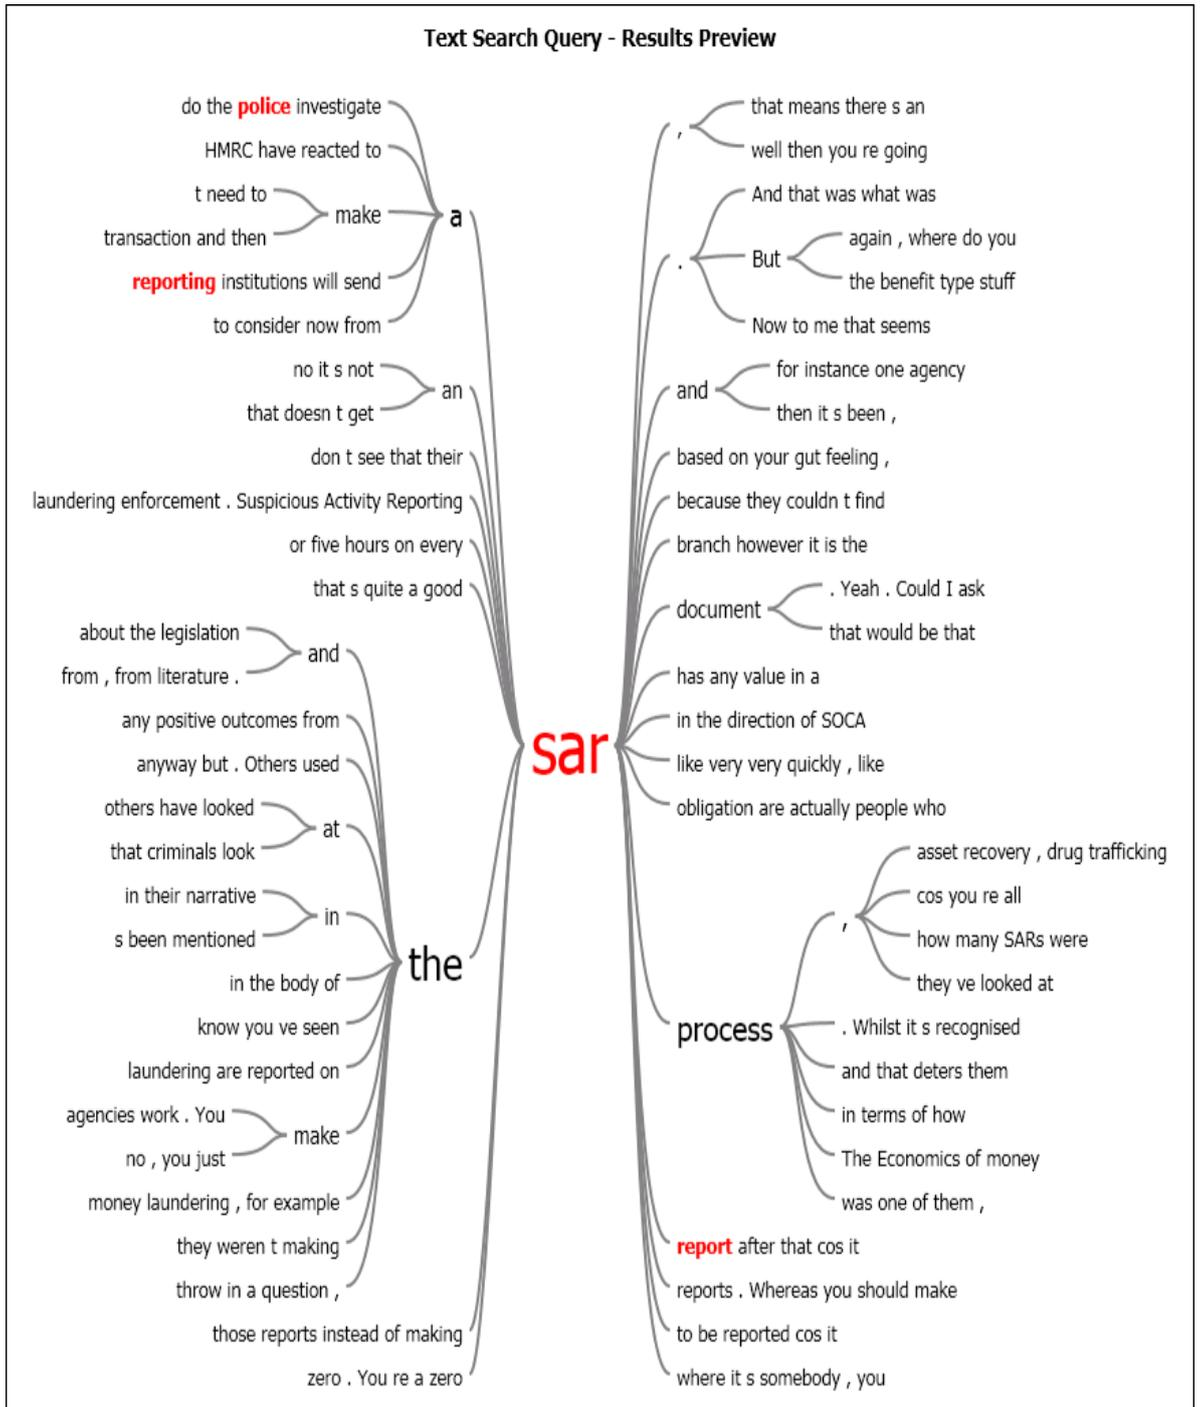 Text Search Query - Results Preview
do the police investigate
HMRC have reacted to
t need to
transaction and then
make
reporting institutions will send
to consider now from
a
no it s not
that doesn t get
an
don t see that their
laundering enforcement . Suspicious Activity Reporting
or five hours on every
that s quite a good
about the legislation
from , from literature .
and
any positive outcomes from
anyway but . Others used
others have looked
that criminals look
at
in their narrative
s been mentioned
in
in the body of
know you ve seen
laundering are reported on
agencies work . You
no , you just
make
money laundering , for example
they weren t making
throw in a question ,
the
those reports instead of making
zero . You re a zero
sar
,
that means there s an
well then you re going
.
And that was what was
But
again , where do you
the benefit type stuff
Now to me that seems
and
for instance one agency
then it s been ,
based on your gut feeling ,
because they couldn t find
branch however it is the
document
. Yeah . Could I ask
that would be that
has any value in a
in the direction of SOCA
like very very quickly , like
obligation are actually people who
process
,
asset recovery , drug trafficking
cos you re all
how many SARs were
they ve looked at
. Whilst it s recognised
and that deters them
in terms of how
The Economics of money
was one of them ,
report after that cos it
reports . Whereas you should make
to be reported cos it
where it s somebody , you